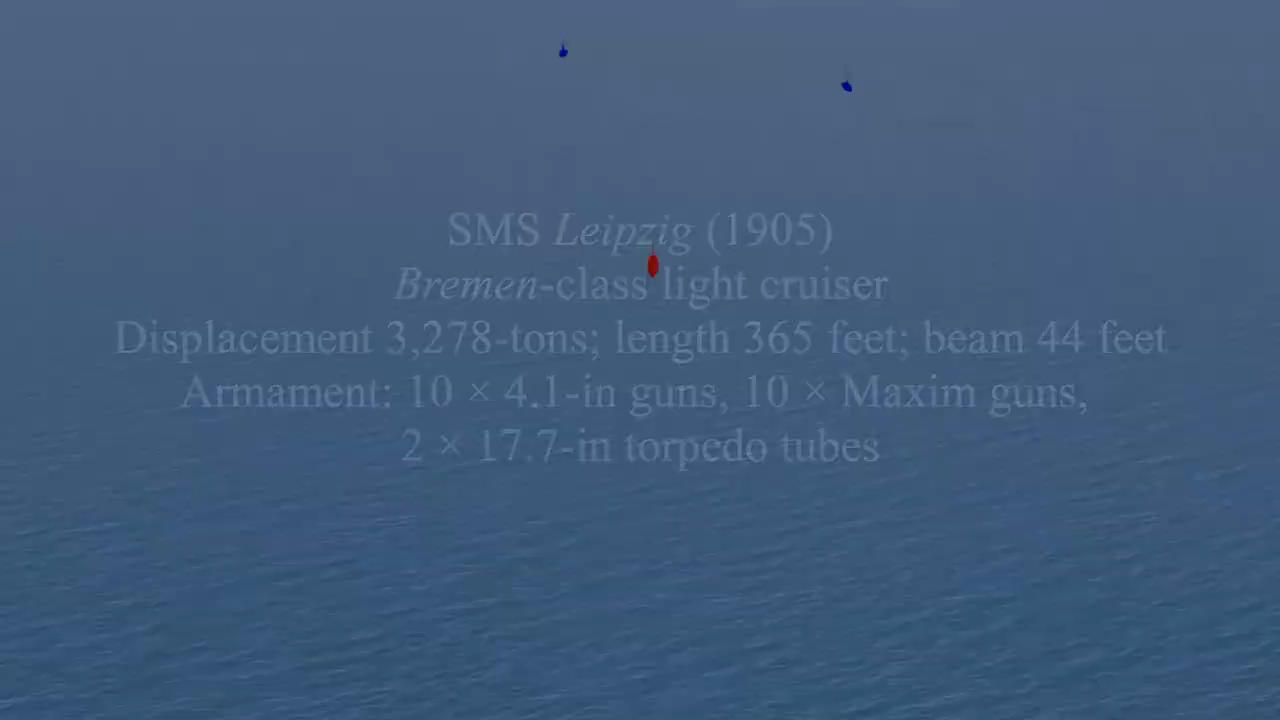 SMS Leipzig (1905)
Bremen-class light cruiser
Displacement 3,278-tons; length 365 feet; beam 44 feet
Armament: 10 × 4.1-in guns, 10 × Maxim guns,
2 × 17.7-in torpedo tubes